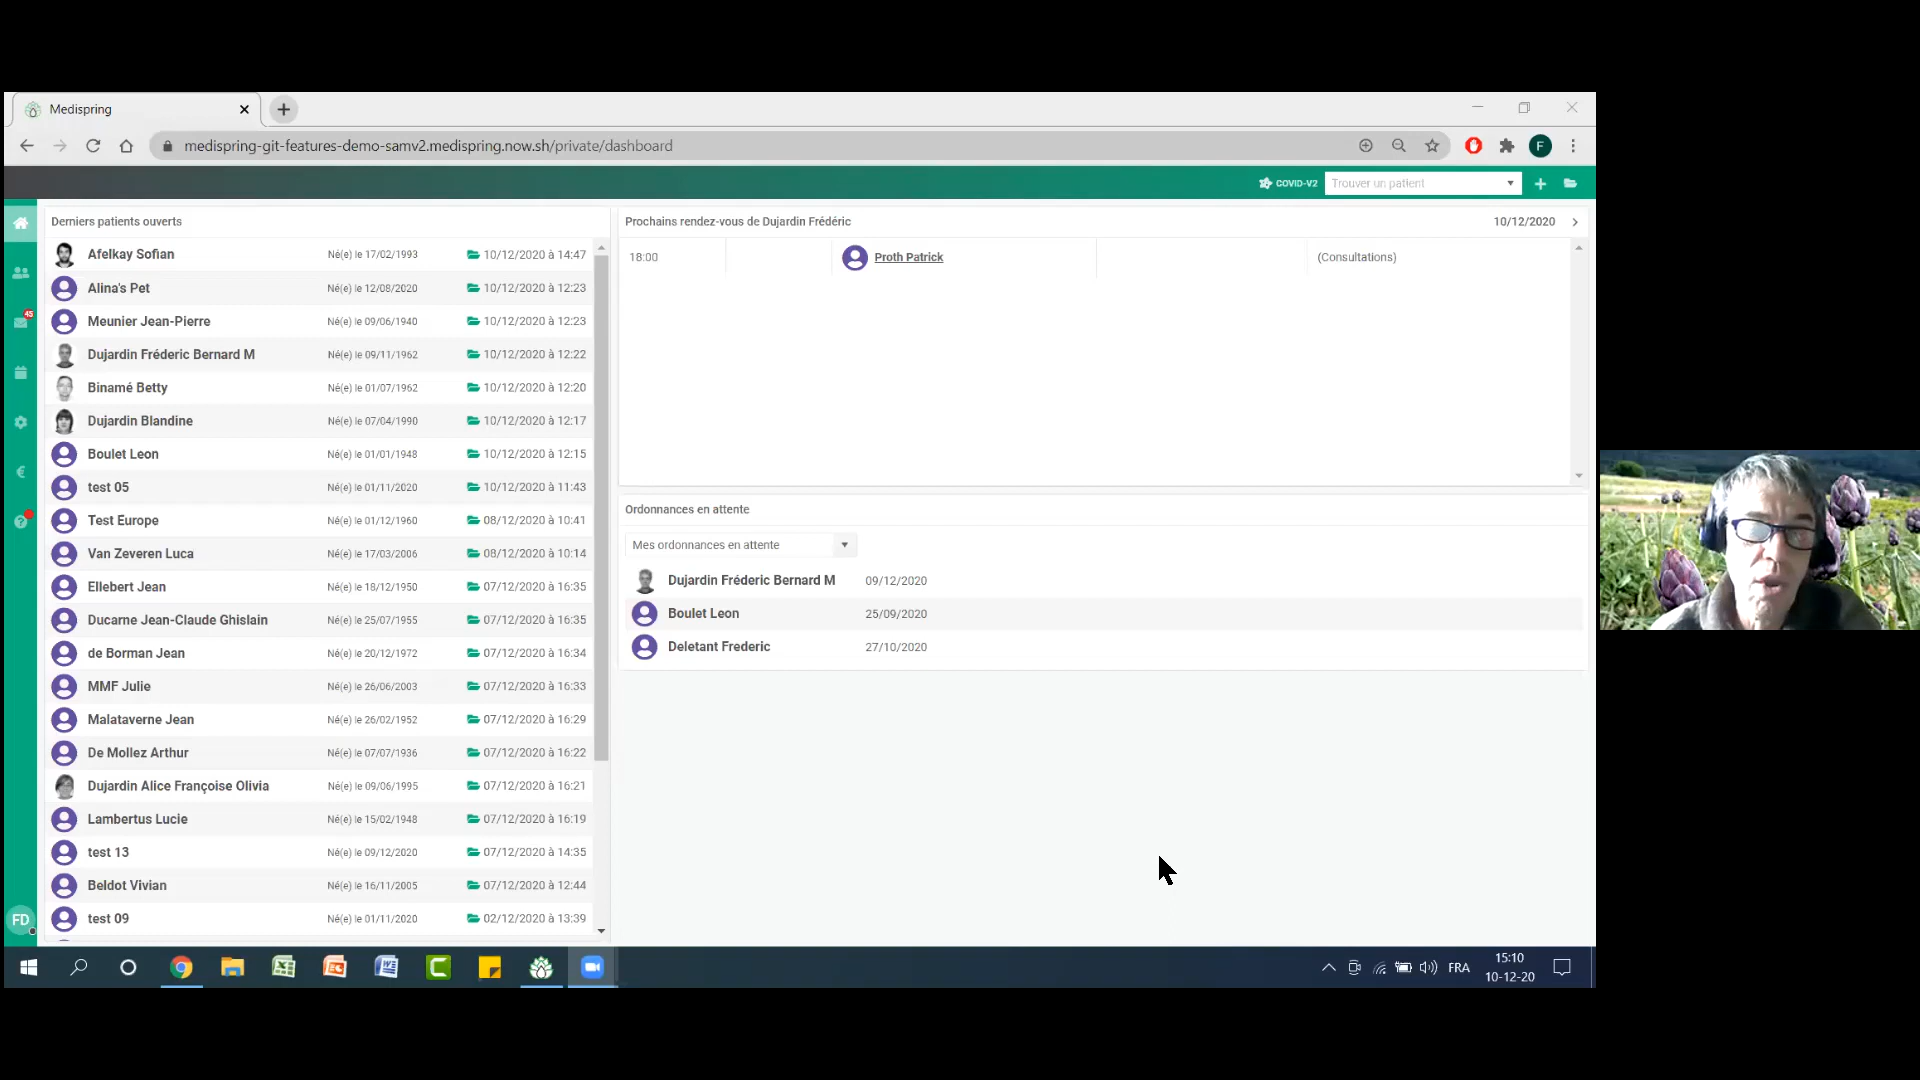 Medispring
medispring-git-features-demo-samv2.medispring.now.sh/private/dashboard
F
COVID-V2
Trouver un patient
Derniers patients ouverts
Afelkay Sofian Né(e) le 17/02/1993 10/12/2020 à 14:47
Alina's Pet Né(e) le 12/08/2020 10/12/2020 à 12:23
Meunier Jean-Pierre Né(e) le 09/06/1940 10/12/2020 à 12:23
Dujardin Fréderic Bernard M Né(e) le 09/11/1962 10/12/2020 à 12:22
Binamé Betty Né(e) le 01/07/1962 10/12/2020 à 12:20
Dujardin Blandine Né(e) le 07/04/1990 10/12/2020 à 12:17
Boulet Leon Né(e) le 01/01/1948 10/12/2020 à 12:15
test 05 Né(e) le 01/11/2020 10/12/2020 à 11:43
Test Europe Né(e) le 01/12/1960 08/12/2020 à 10:41
Van Zeveren Luca Né(e) le 17/03/2006 08/12/2020 à 10:14
Ellebert Jean Né(e) le 18/12/1950 07/12/2020 à 16:35
Ducarne Jean-Claude Ghislain Né(e) le 25/07/1955 07/12/2020 à 16:35
de Borman Jean Né(e) le 20/12/1972 07/12/2020 à 16:34
MMF Julie Né(e) le 26/06/2003 07/12/2020 à 16:33
Malataverne Jean Né(e) le 26/02/1952 07/12/2020 à 16:29
De Mollez Arthur Né(e) le 07/07/1936 07/12/2020 à 16:22
Dujardin Alice Françoise Olivia Né(e) le 09/06/1995 07/12/2020 à 16:21
Lambertus Lucie Né(e) le 15/02/1948 07/12/2020 à 16:19
test 13 Né(e) le 09/12/2020 07/12/2020 à 14:35
Beldot Vivian Né(e) le 16/11/2005 07/12/2020 à 12:44
test 09 Né(e) le 01/11/2020 02/12/2020 à 13:39
Prochains rendez-vous de Dujardin Frédéric 10/12/2020
18:00 Proth Patrick (Consultations)
Ordonnances en attente
Mes ordonnances en attente
Dujardin Fréderic Bernard M 09/12/2020
Boulet Leon 25/09/2020
Deletant Frederic 27/10/2020
45
€
?
FD
FRA
15:10
10-12-20